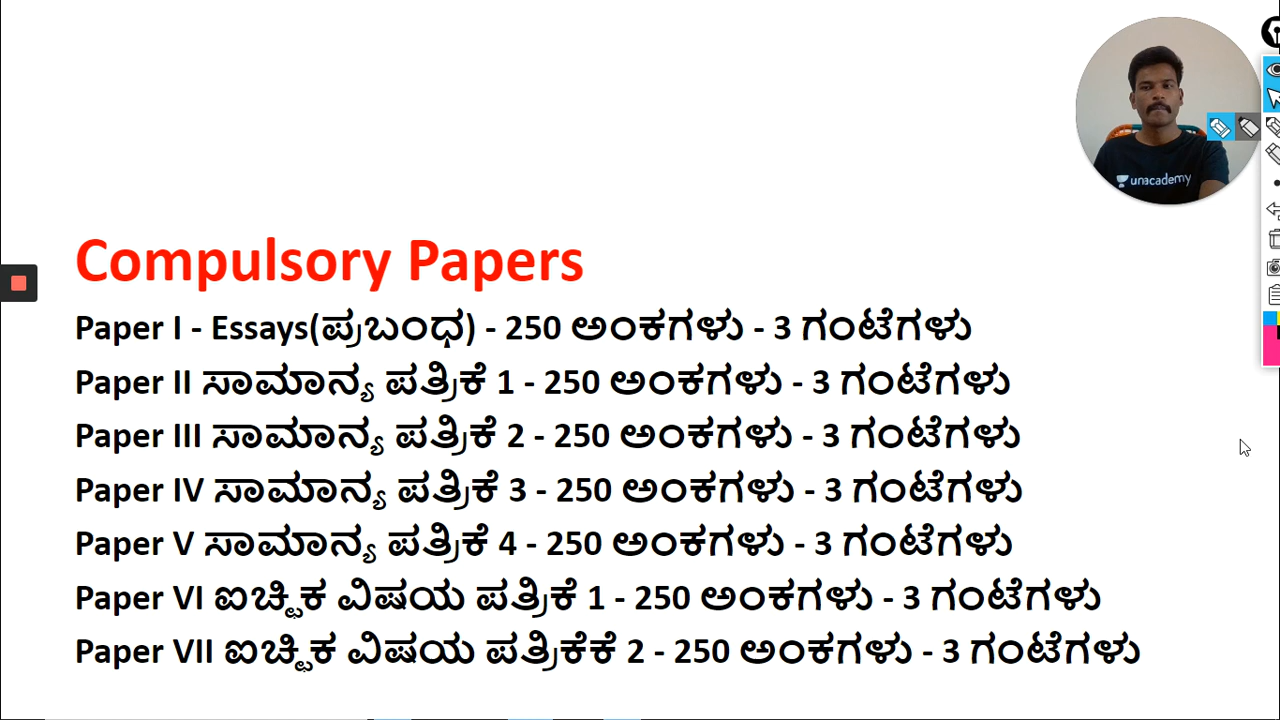 unacademy
Compulsory Papers
Paper I - Essays(ಪ್ರಬಂಧ) - 250 ಅಂಕಗಳು - 3 ಗಂಟೆಗಳು
Paper II ಸಾಮಾನ್ಯ ಪತ್ರಿಕೆ 1 - 250 ಅಂಕಗಳು - 3 ಗಂಟೆಗಳು
Paper III ಸಾಮಾನ್ಯ ಪತ್ರಿಕೆ 2 - 250 ಅಂಕಗಳು - 3 ಗಂಟೆಗಳು
Paper IV ಸಾಮಾನ್ಯ ಪತ್ರಿಕೆ 3 - 250 ಅಂಕಗಳು - 3 ಗಂಟೆಗಳು
Paper V ಸಾಮಾನ್ಯ ಪತ್ರಿಕೆ 4 - 250 ಅಂಕಗಳು - 3 ಗಂಟೆಗಳು
Paper VI ಐಚ್ಛಿಕ ವಿಷಯ ಪತ್ರಿಕೆ 1 - 250 ಅಂಕಗಳು - 3 ಗಂಟೆಗಳು
Paper VII ಐಚ್ಛಿಕ ವಿಷಯ ಪತ್ರಿಕೆಕೆ 2 - 250 ಅಂಕಗಳು - 3 ಗಂಟೆಗಳು